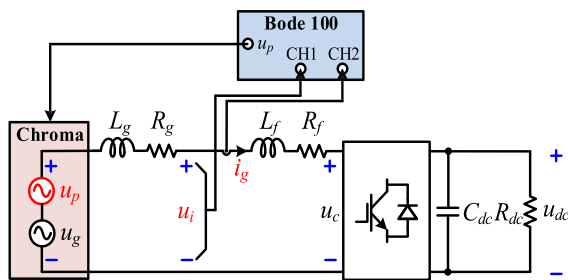 Bode 100
u_p
CH1
CH2
Chroma
L_g
R_g
L_f
R_f
+
+
+
+
u_p
i_g
u_i
u_c
C_dc
R_dc
u_dc
u_g
−
−
−
−